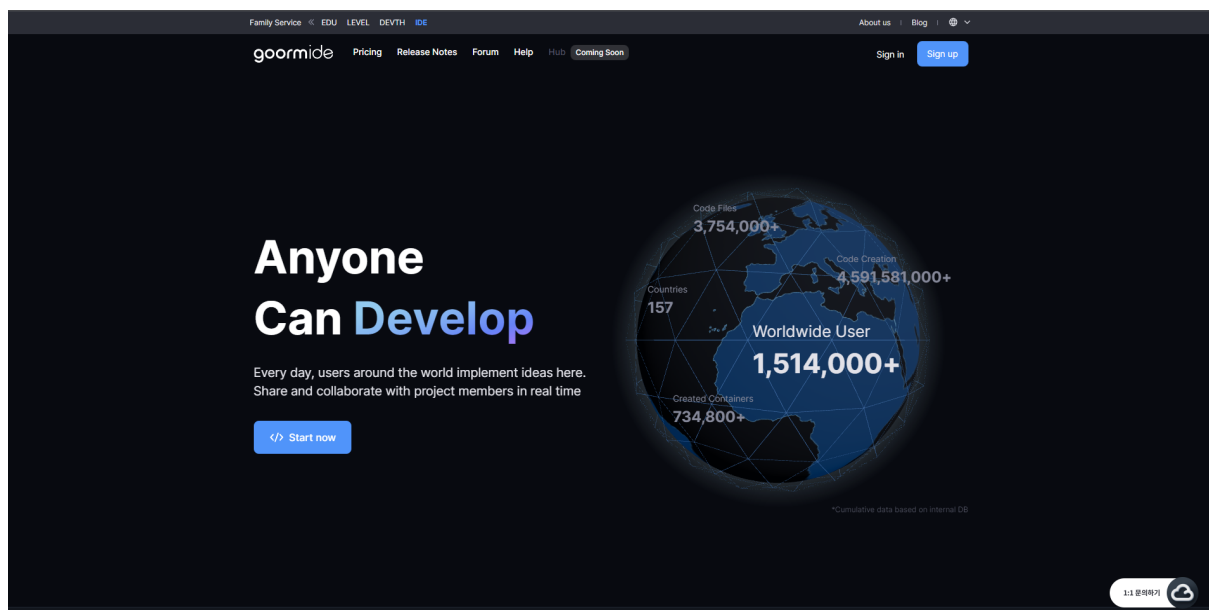 Family Service « EDU LEVEL DEVTH IDE
About us | Blog |
goormide Pricing Release Notes Forum Help Hub Coming Soon
Sign in Sign up
Anyone
Can Develop
Every day, users around the world implement ideas here.
Share and collaborate with project members in real time
</> Start now
Code Files
3,754,000+
Code Creation
4,591,581,000+
Countries
157
Worldwide User
1,514,000+
Created Containers
734,800+
*Cumulative data based on internal DB
1:1 문의하기